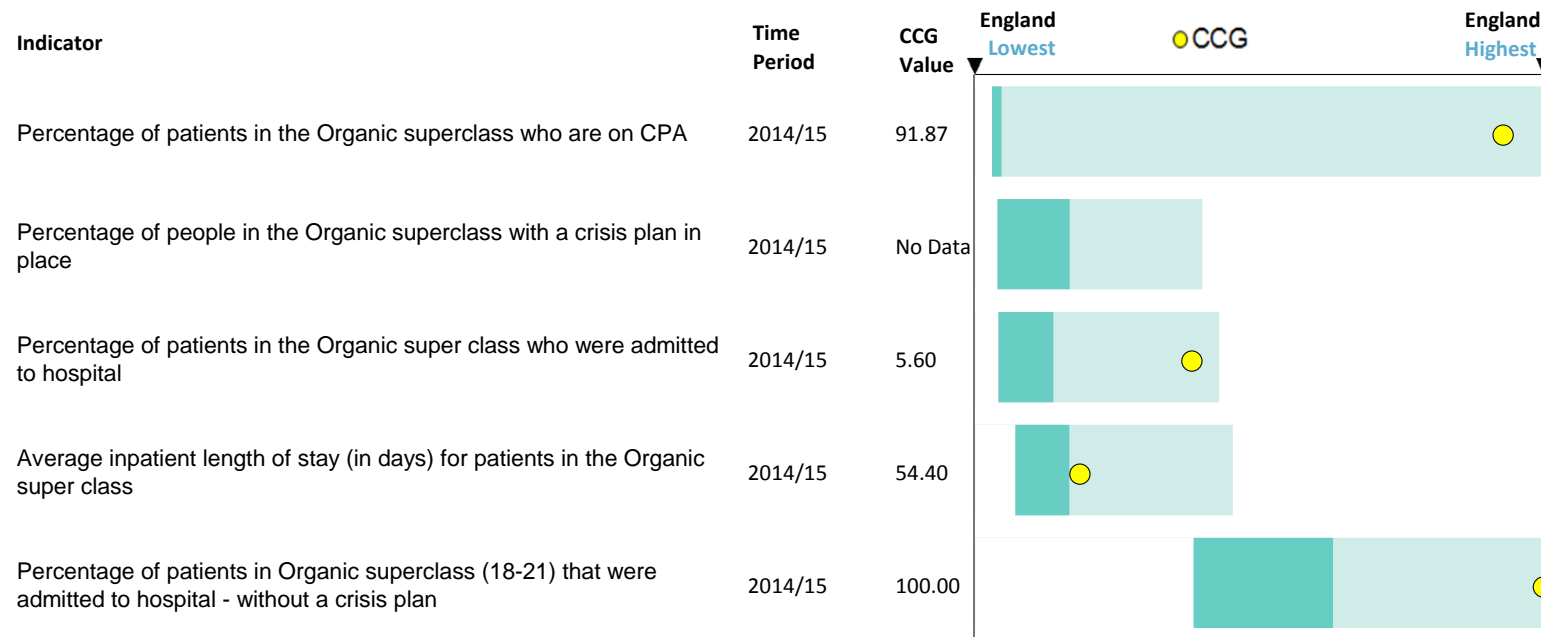 Indicator
Time
Period
CCG
Value
England
Lowest
CCG
England
Highest
Percentage of patients in the Organic superclass who are on CPA
2014/15
91.87
Percentage of people in the Organic superclass with a crisis plan in
place
2014/15
No Data
Percentage of patients in the Organic super class who were admitted
to hospital
2014/15
5.60
Average inpatient length of stay (in days) for patients in the Organic
super class
2014/15
54.40
Percentage of patients in Organic superclass (18-21) that were
admitted to hospital - without a crisis plan
2014/15
100.00